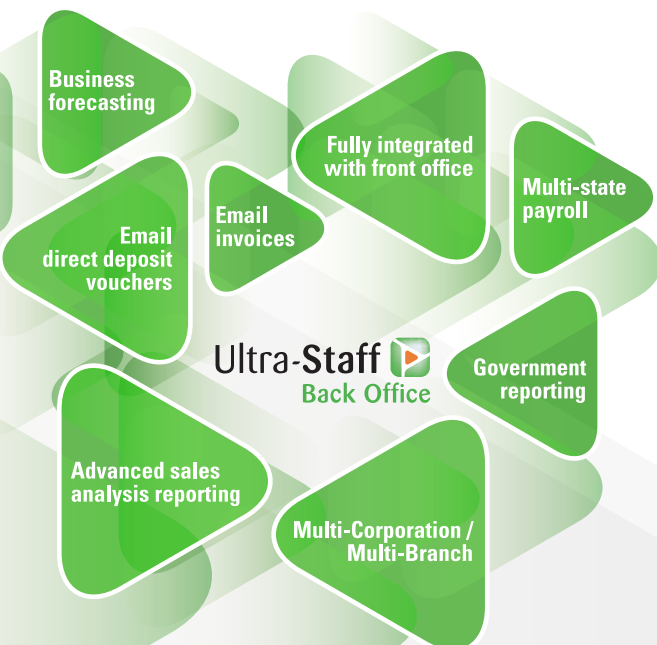 Business
forecasting
Fully integrated
with front office
Multi-state
payroll
Email
direct deposit
vouchers
Email
invoices
Ultra-Staff
Back Office
Government
reporting
Advanced sales
analysis reporting
Multi-Corporation /
Multi-Branch